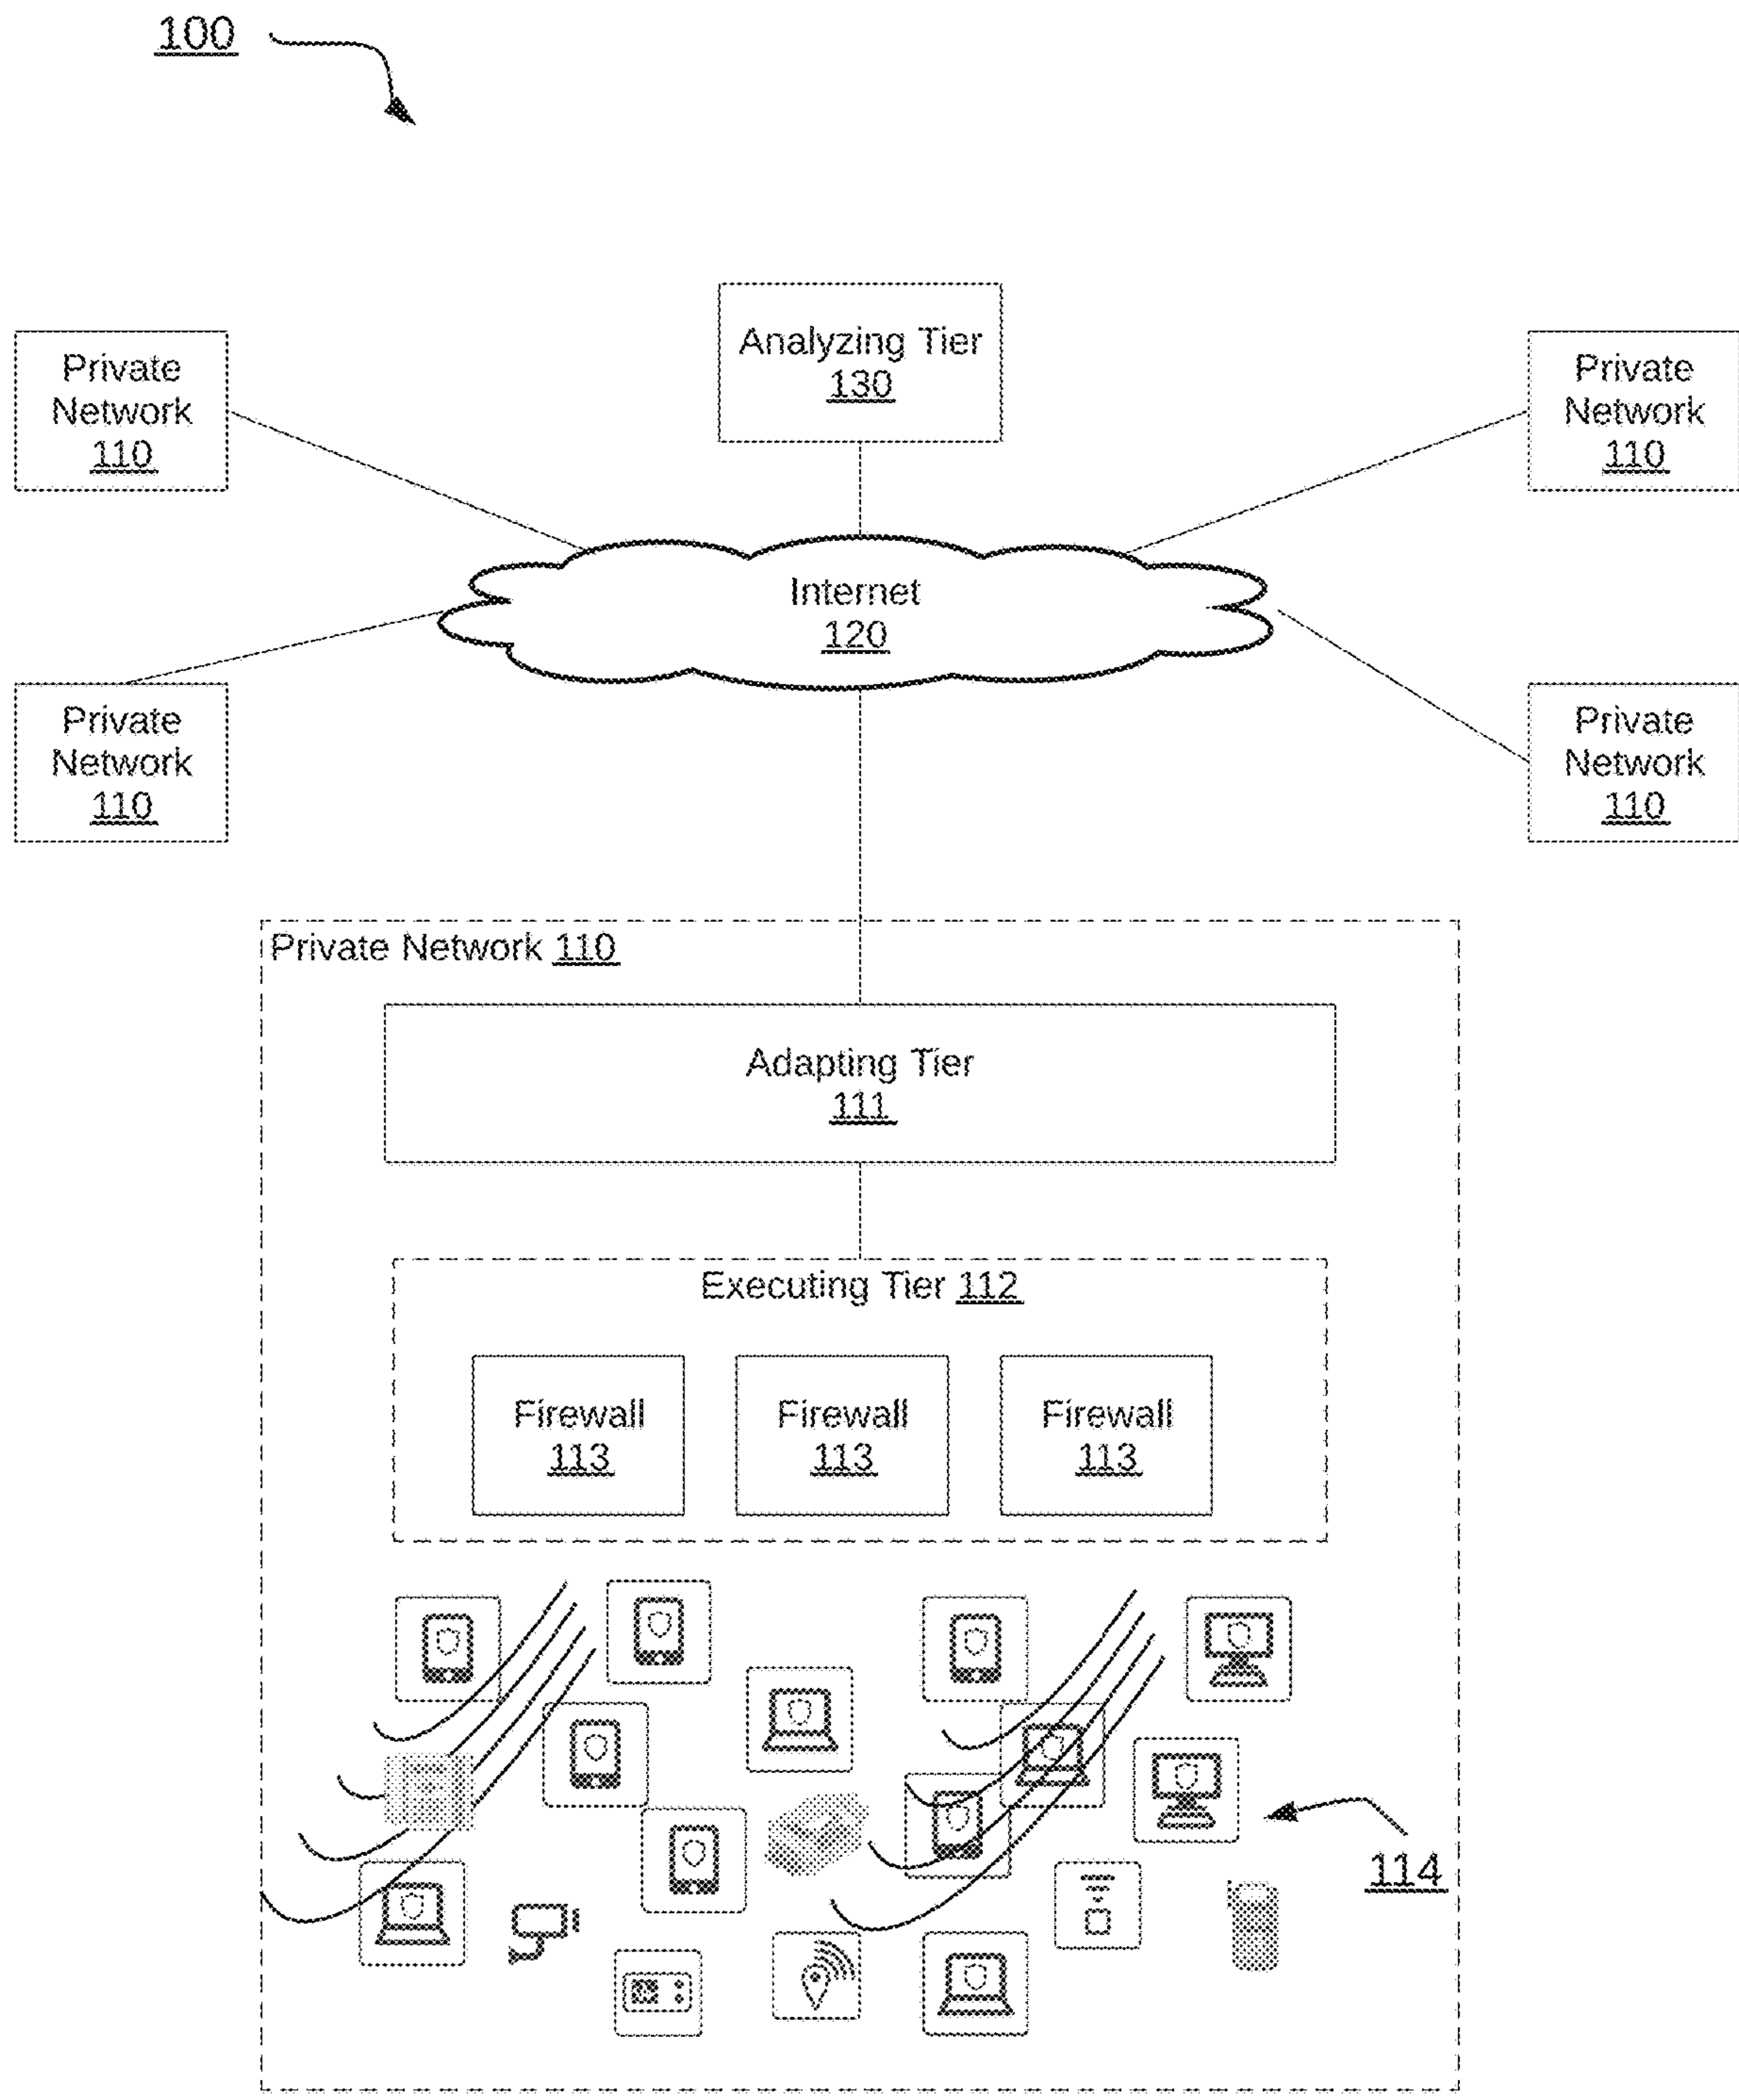 100
Analyzing Tier
130
Private
Network
110
Private
Network
110
Internet
120
Private
Network
110
Private
Network
110
Private Network 110
Adapting Tier
111
Executing Tier 112
Firewall
113
Firewall
113
Firewall
113
114